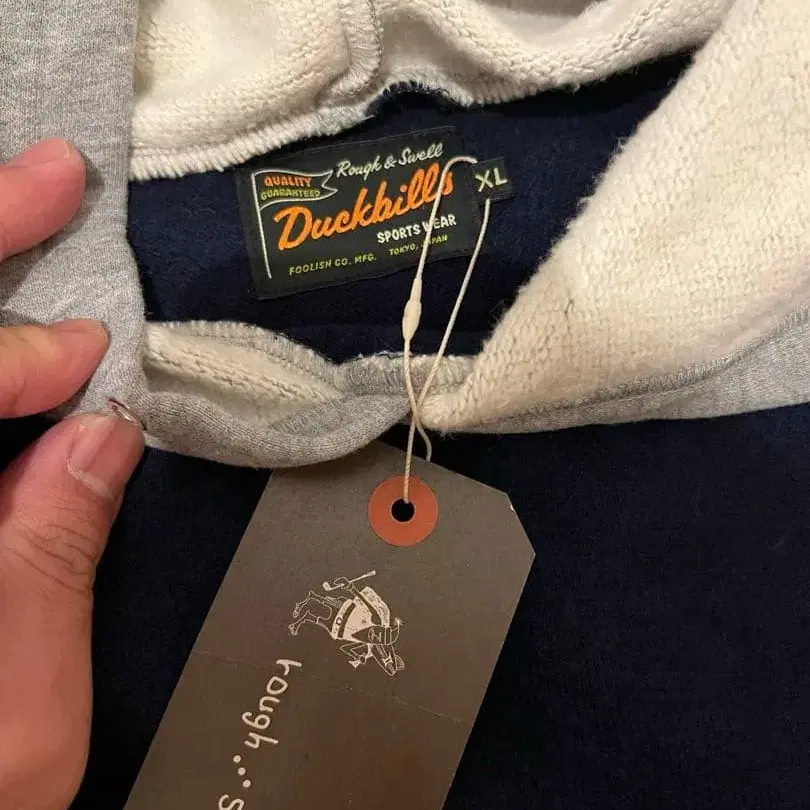 Rough & Swell
QUALITY
GUARANTEED
Duckbills
SPORTS WEAR
FOOLISH CO. MFG. TOKYO, JAPAN
XL
rough...s